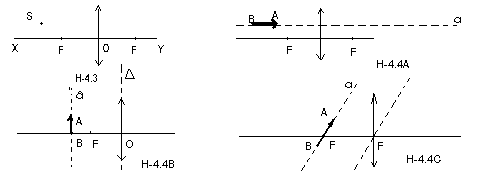 S
X F O F Y
H-4.3
B A a
F F
H-4.4A
â Δ
A
B F O
H-4.4B
a
A
B F F
H-4.4C